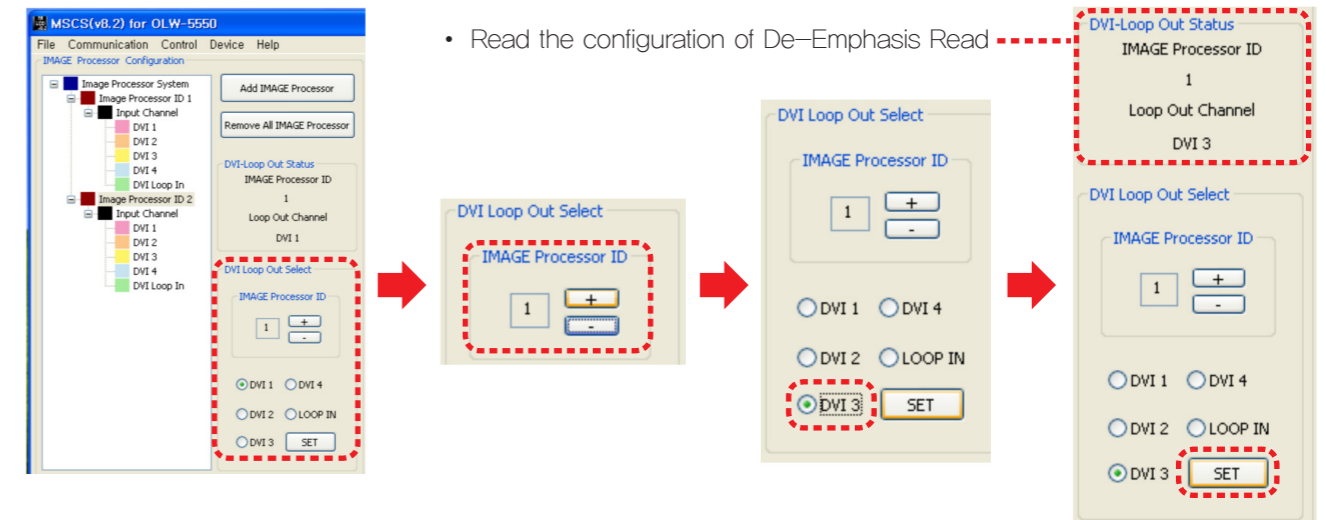 MSCS(v8.2) for OLW-5550
File Communication Control Device Help
IMAGE Processor Configuration
Image Processor System
Image Processor ID 1
Input Channel
DVI 1
DVI 2
DVI 3
DVI 4
DVI Loop In
Image Processor ID 2
Input Channel
DVI 1
DVI 2
DVI 3
DVI 4
DVI Loop In
Add IMAGE Processor
Remove All IMAGE Processor
DVI-Loop Out Status
IMAGE Processor ID
1
Loop Out Channel
DVI 1
DVI Loop Out Select
IMAGE Processor ID
1 +
-
DVI 1 DVI 4
DVI 2 LOOP IN
DVI 3 SET
• Read the configuration of De-Emphasis Read
DVI Loop Out Select
IMAGE Processor ID
1 +
-
DVI Loop Out Select
IMAGE Processor ID
1 +
-
DVI 1 DVI 4
DVI 2 LOOP IN
DVI 3 SET
DVI-Loop Out Status
IMAGE Processor ID
1
Loop Out Channel
DVI 3
DVI Loop Out Select
IMAGE Processor ID
1 +
-
DVI 1 DVI 4
DVI 2 LOOP IN
DVI 3 SET